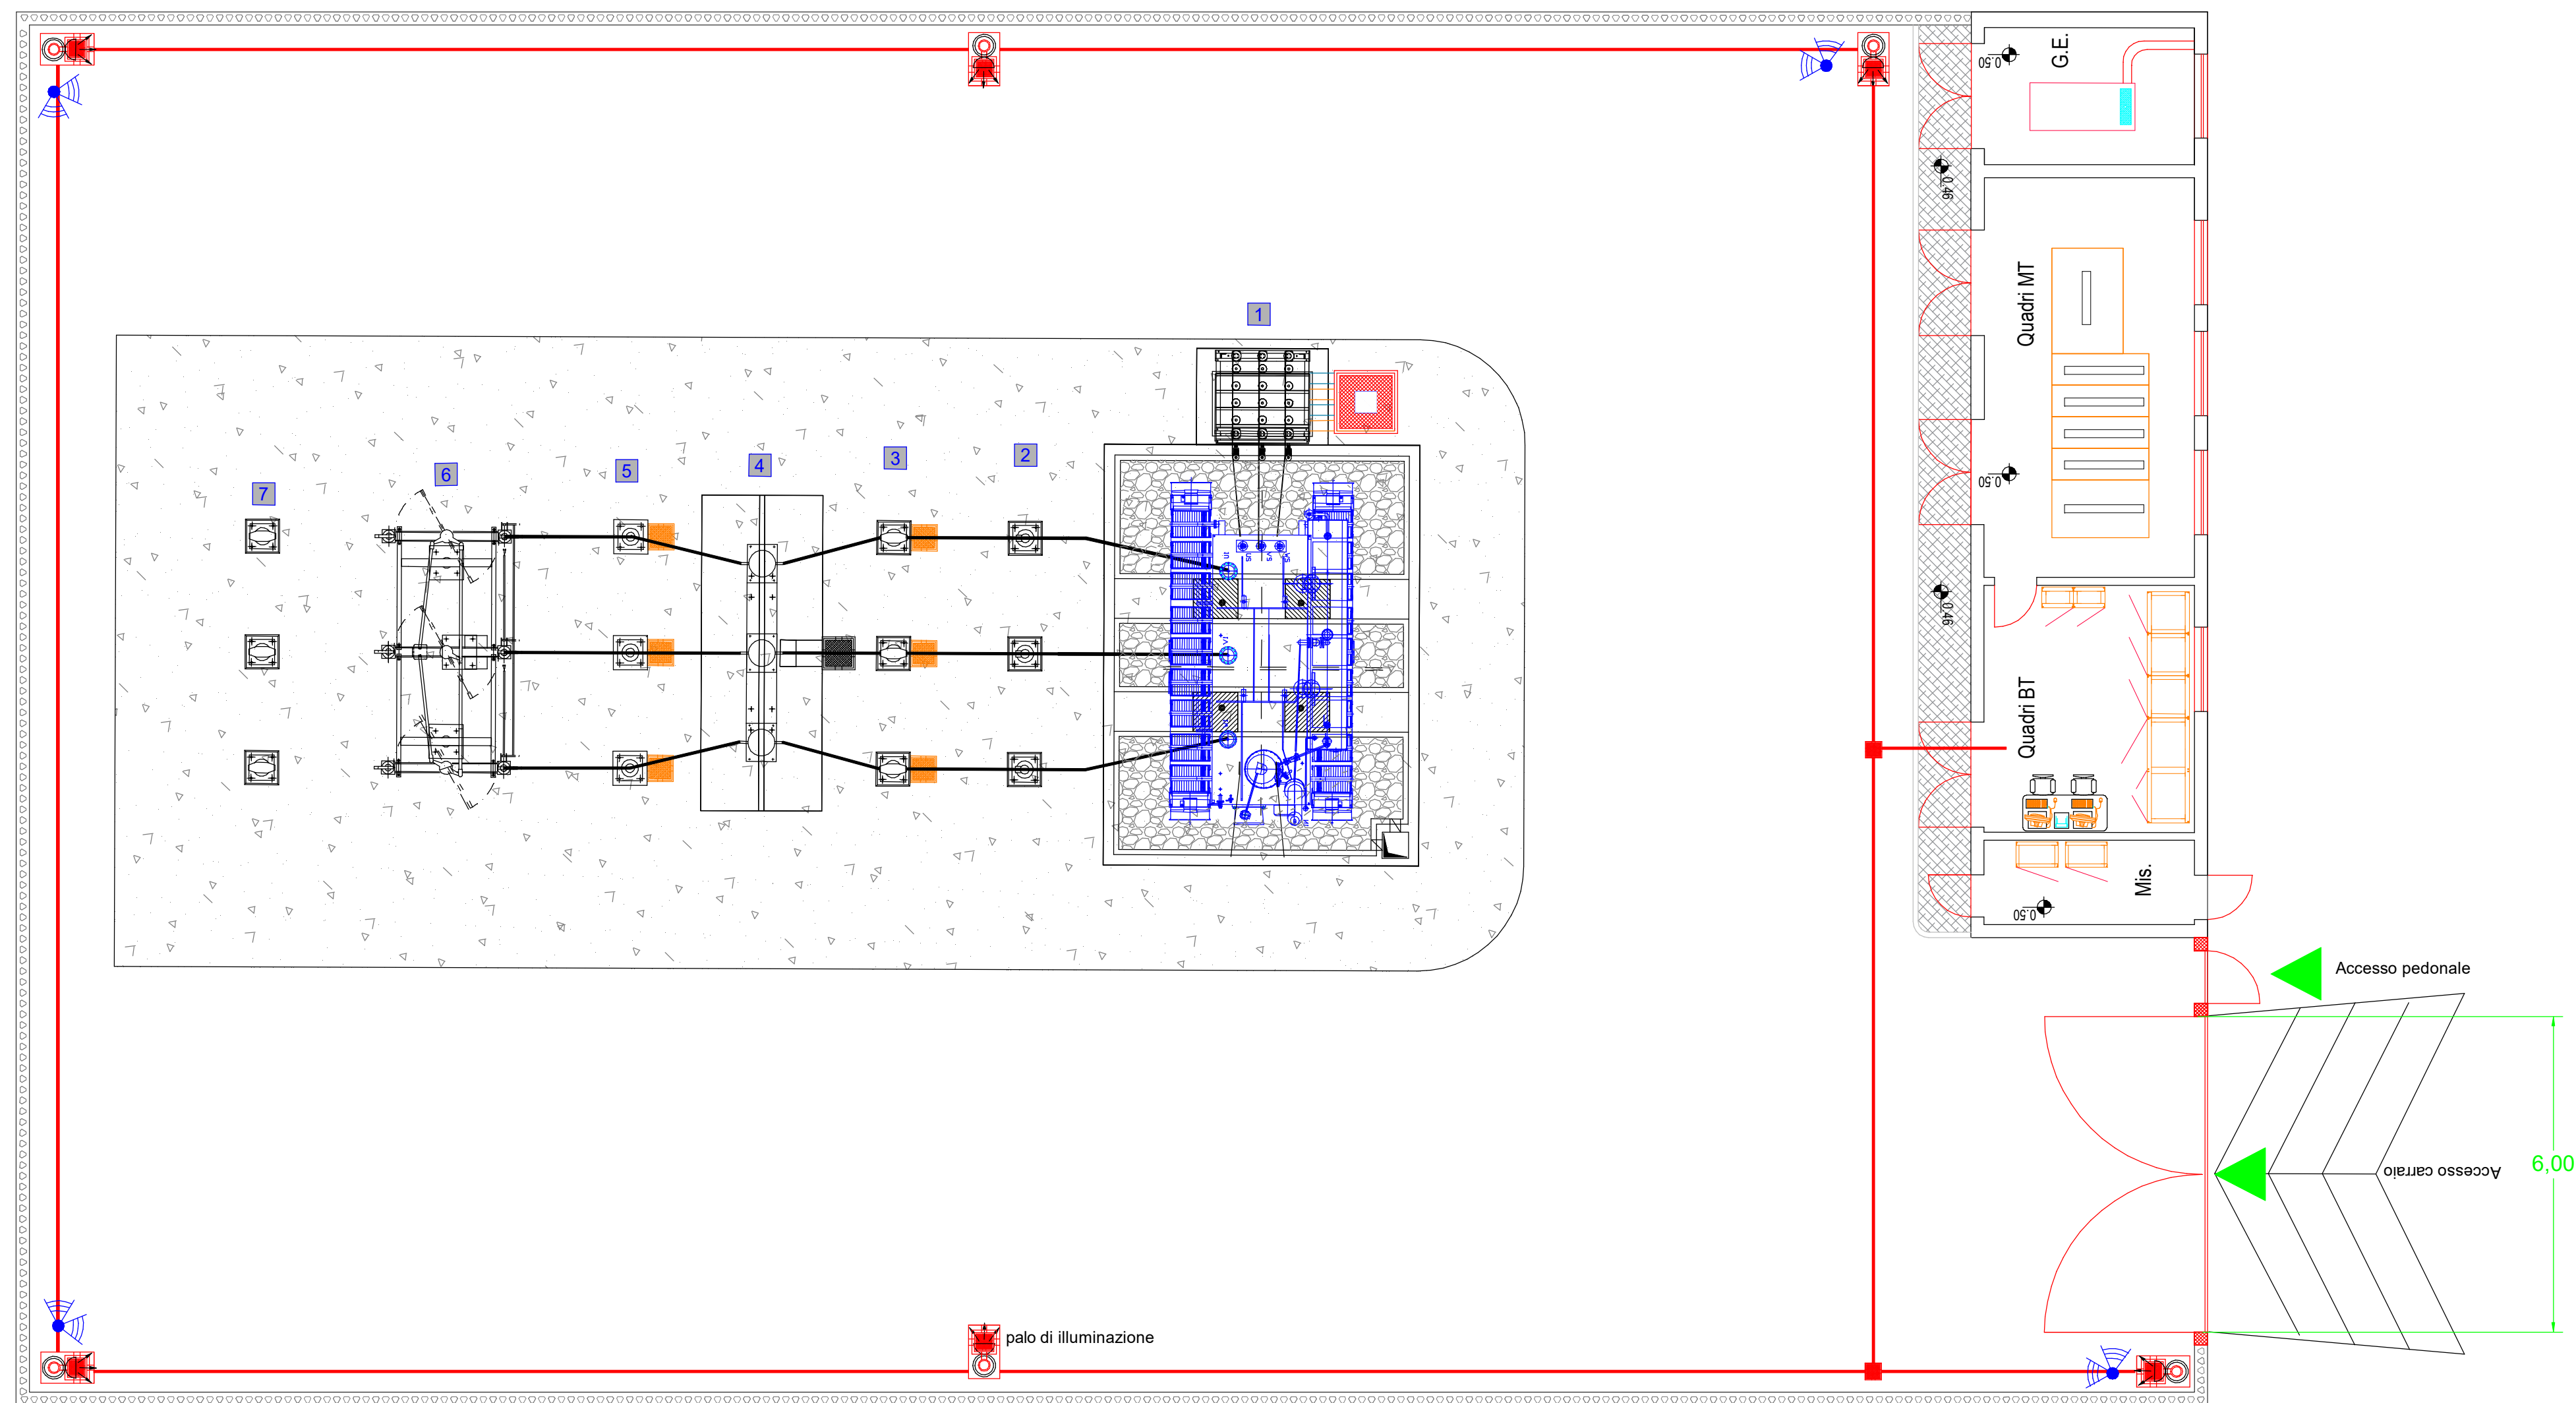 G.E.
0.50
0.46
Quadri MT
1
2
3
4
5
6
7
0.50
0.46
Quadri BT
Mis.
0.50
Accesso pedonale
Accesso carraio
6,00
palo di illuminazione